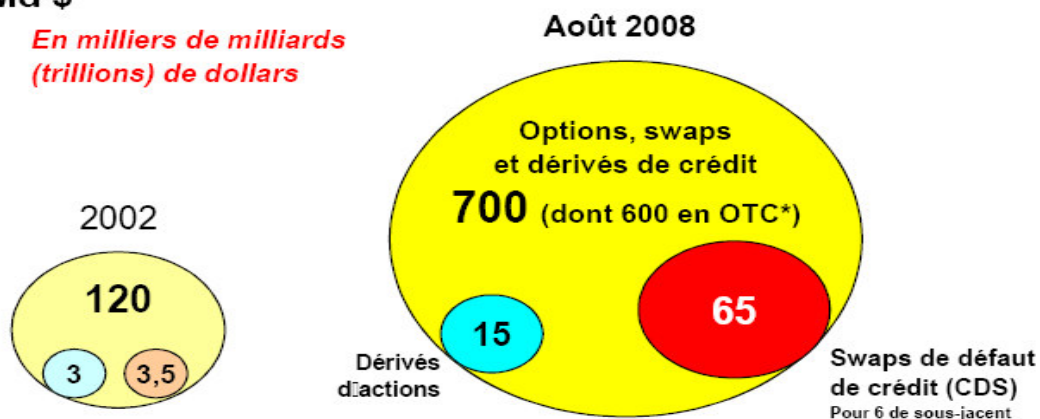 En milliers de milliards
(trillions) de dollars
Août 2008
Options, swaps
et dérivés de crédit
700 (dont 600 en OTC*)
2002
120
3
3,5
15
65
Dérivés
d▯actions
Swaps de défaut
de crédit (CDS)
Pour 6 de sous-jacent